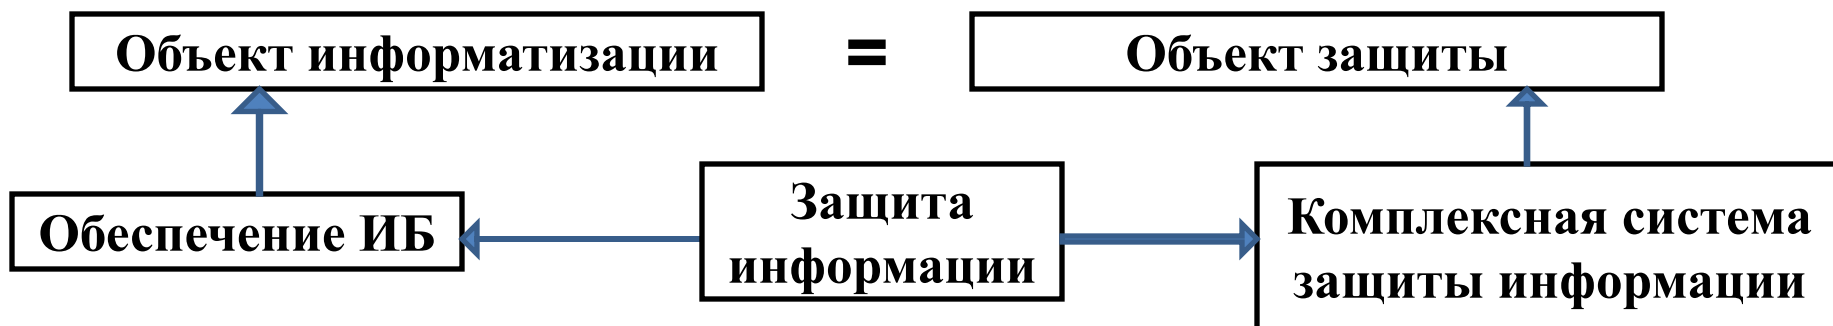 Объект информатизации
=
Объект защиты
Обеспечение ИБ
Защита
информации
Комплексная система
защиты информации